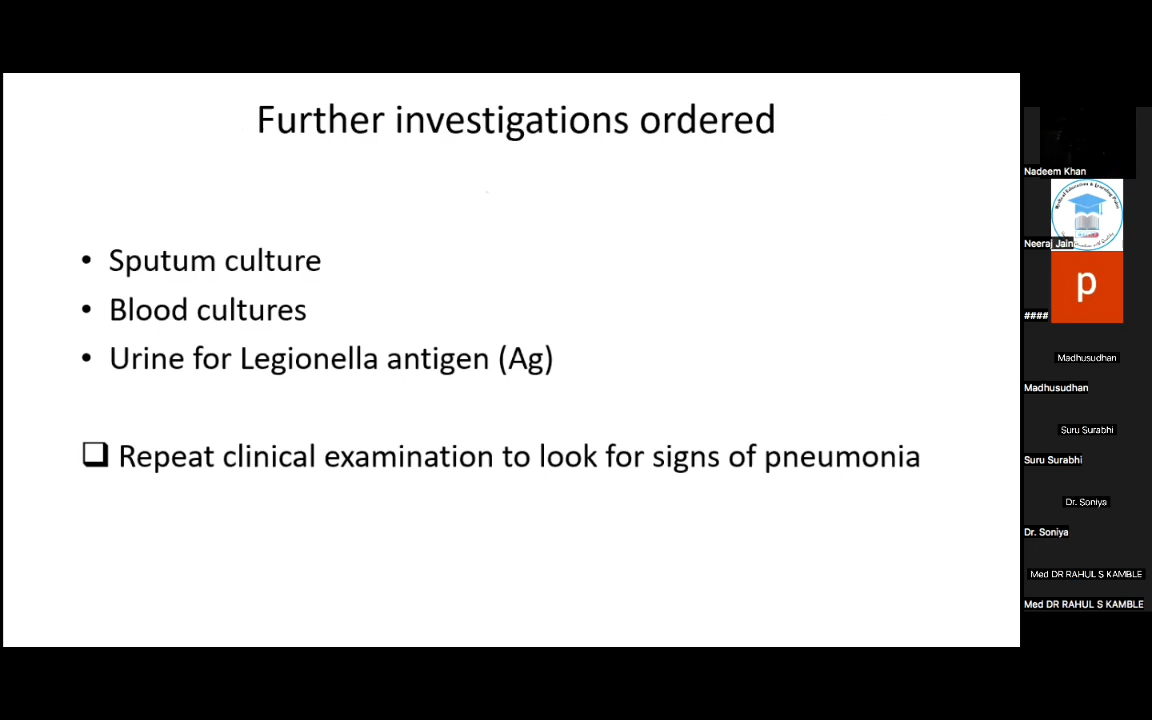 Further investigations ordered
• Sputum culture
• Blood cultures
• Urine for Legionella antigen (Ag)
❑ Repeat clinical examination to look for signs of pneumonia
Nadeem Khan
Neeraj Jain
p
####
Madhusudhan
Madhusudhan
Suru Surabhi
Suru Surabhi
Dr. Soniya
Dr. Soniya
Med DR RAHUL S KAMBLE
Med DR RAHUL S KAMBLE